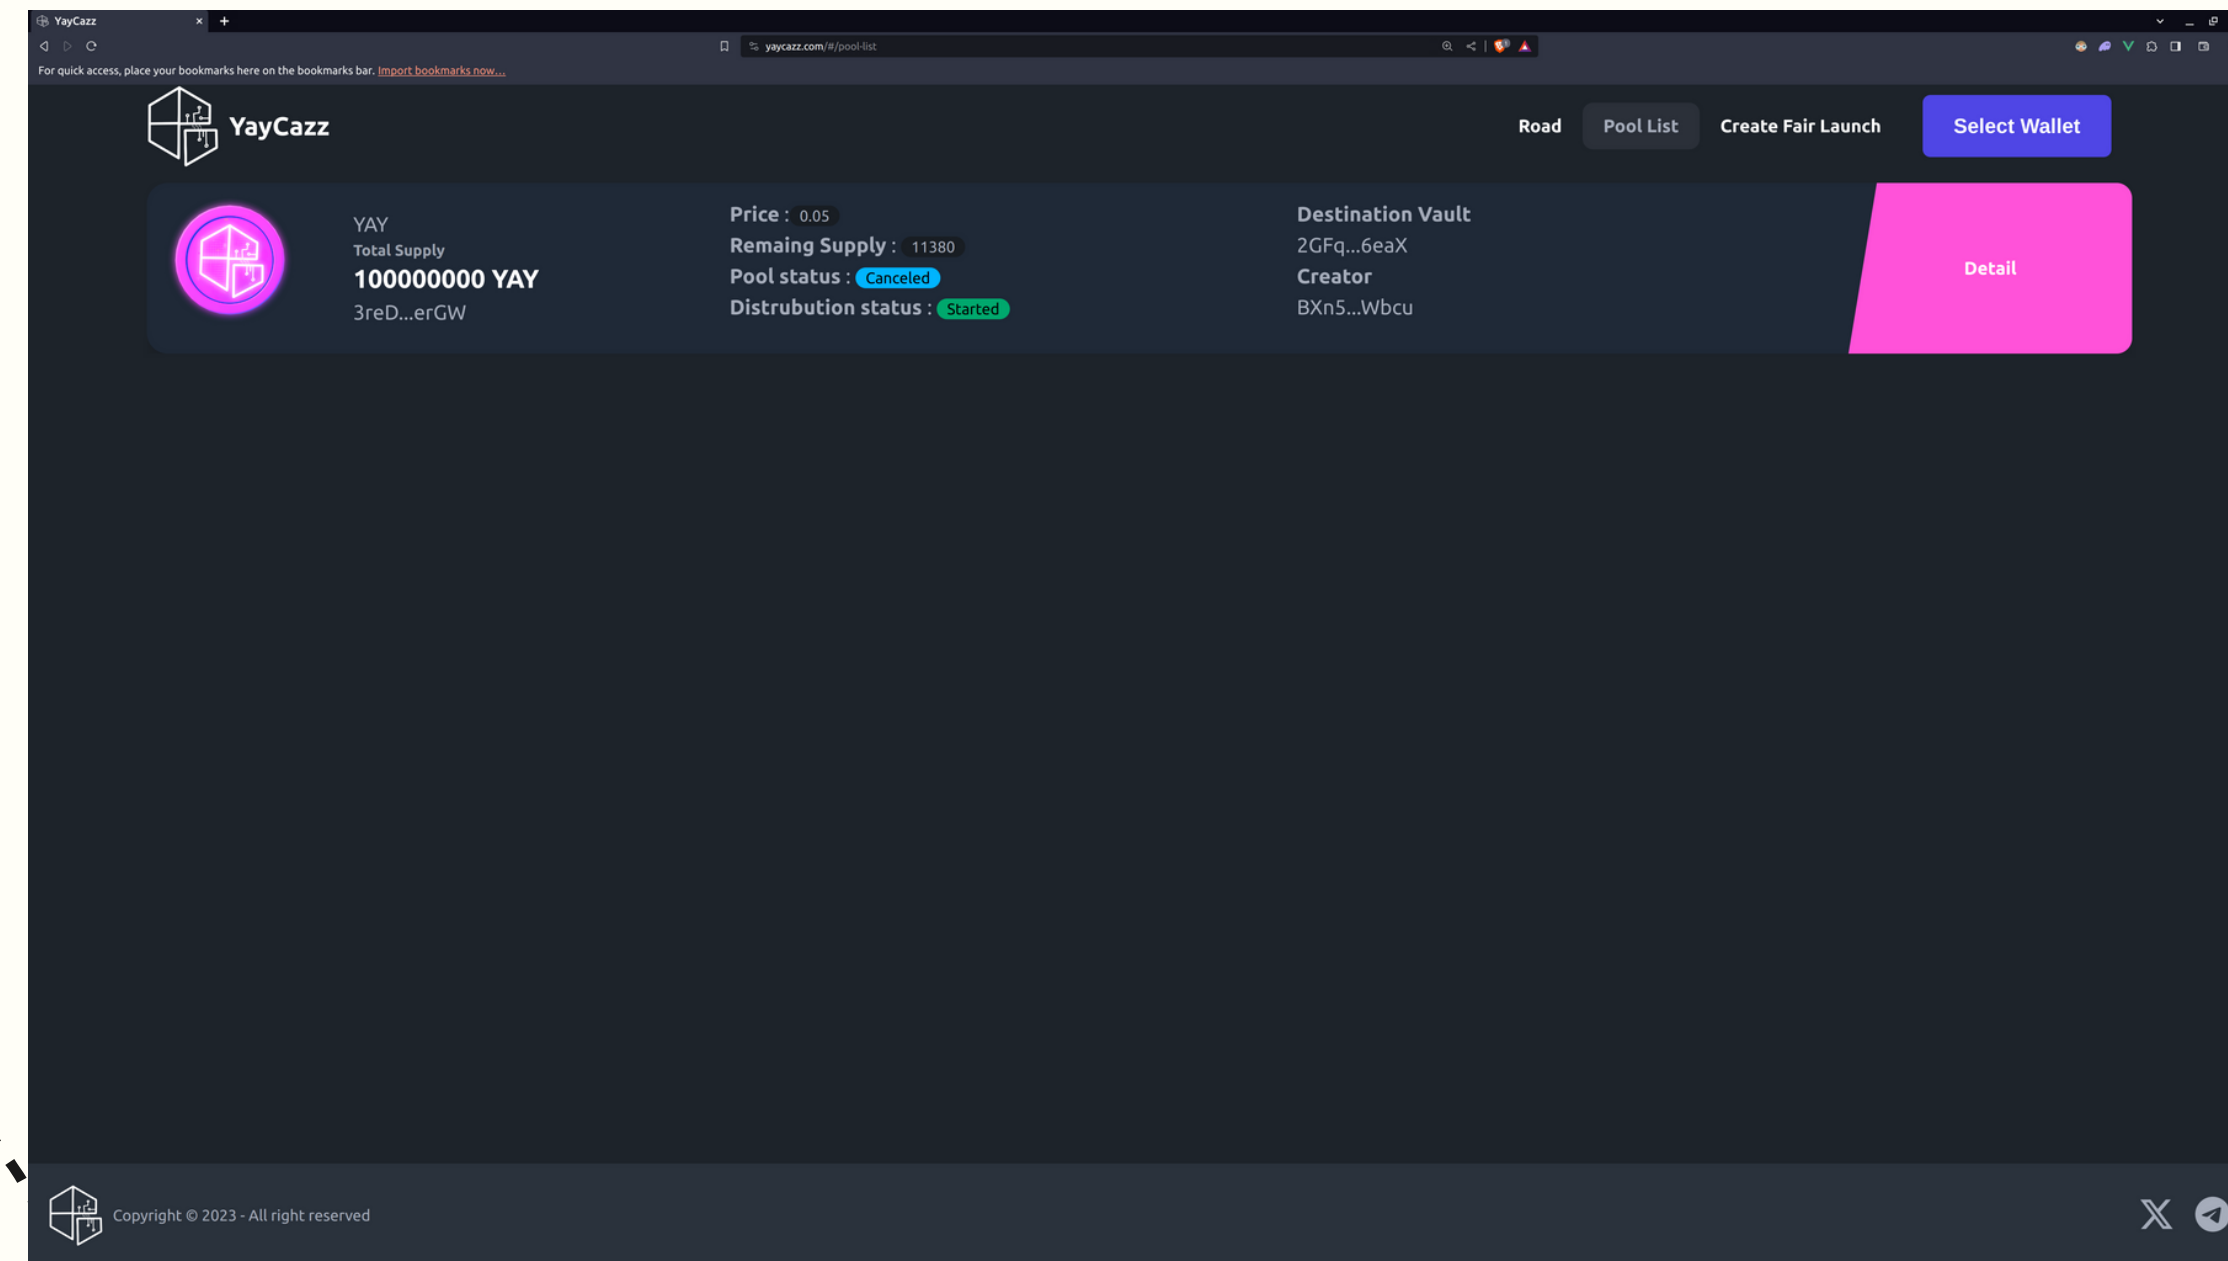 YayCazz
yaycazz.com/#/pool-list
For quick access, place your bookmarks here on the bookmarks bar. Import bookmarks now...
YayCazz
Road
Pool List
Create Fair Launch
Select Wallet
YAY
Total Supply
100000000 YAY
3reD...erGW
Price : 0.05
Remaing Supply : 11380
Pool status : Canceled
Distrubution status : Started
Destination Vault
2GFq...6eaX
Creator
BXn5...Wbcu
Detail
Copyright © 2023 - All right reserved